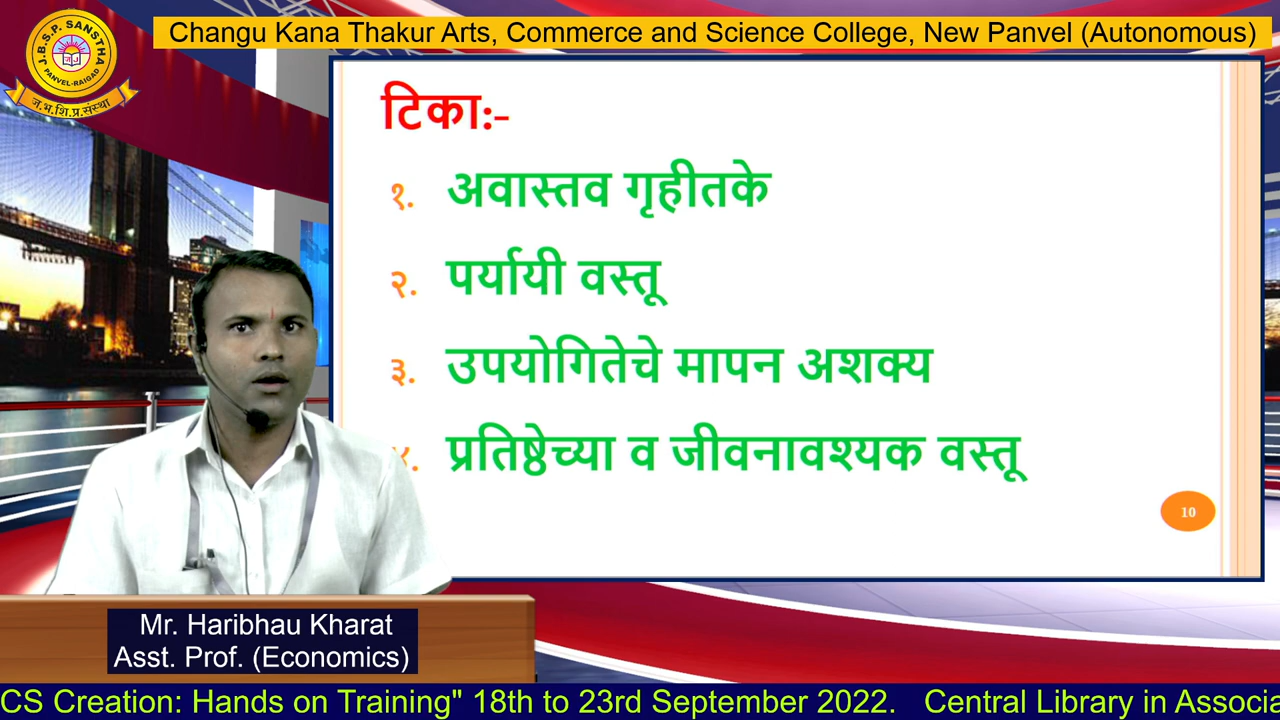 J.B.S.P. SANSTHA
PANVEL-RAIGAD
ज.भ.शि.प्र.संस्था
Changu Kana Thakur Arts, Commerce and Science College, New Panvel (Autonomous)
टिका:-
१. अवास्तव गृहीतके
२. पर्यायी वस्तू
३. उपयोगितेचे मापन अशक्य
४. प्रतिष्ठेच्या व जीवनावश्यक वस्तू
10
Mr. Haribhau Kharat
Asst. Prof. (Economics)
CS Creation: Hands on Training" 18th to 23rd September 2022. Central Library in Associa